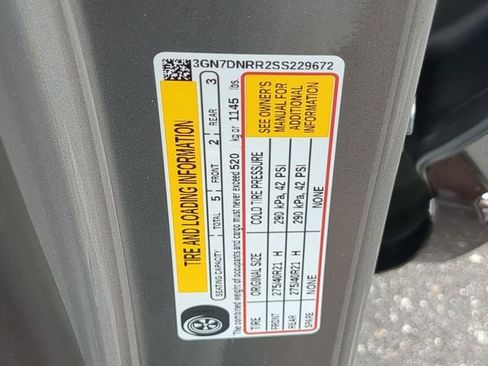 3GN7DNRR2SS229672
TIRE AND LOADING INFORMATION
SEATING CAPACITY TOTAL 5 FRONT 2 REAR 3
The combined weight of occupants and cargo must never exceed 520 kg or 1145 lbs.
TIRE ORIGINAL SIZE COLD TIRE PRESSURE
FRONT 275/40R21 H 290 kPa, 42 PSI
REAR 275/40R21 H 290 kPa, 42 PSI
SPARE NONE NONE
SEE OWNER'S
MANUAL FOR
ADDITIONAL
INFORMATION